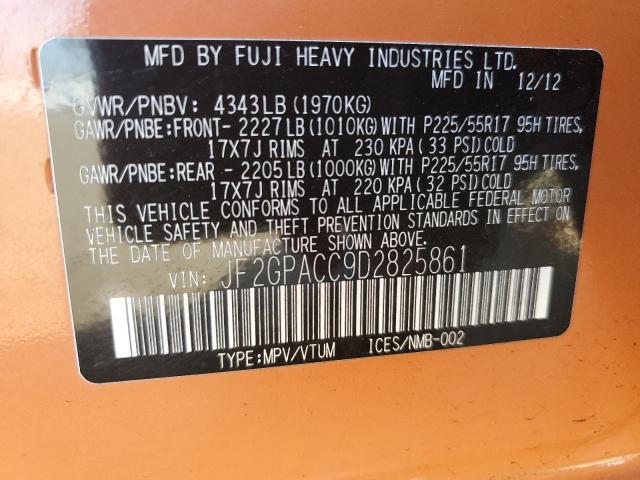 MFD BY FUJI HEAVY INDUSTRIES LTD.
MFD IN 12/12
GVWR/PNBV: 4343LB (1970KG)
GAWR/PNBE:FRONT- 2227LB (1010KG)WITH P225/55R17 95H TIRES,
17X7J RIMS AT 230 KPA (33 PSI)COLD
GAWR/PNBE:REAR - 2205LB (1000KG)WITH P225/55R17 95H TIRES,
17X7J RIMS AT 220 KPA (32 PSI)COLD
THIS VEHICLE CONFORMS TO ALL APPLICABLE FEDERAL MOTOR
VEHICLE SAFETY AND THEFT PREVENTION STANDARDS IN EFFECT ON
THE DATE OF MANUFACTURE SHOWN ABOVE.
VIN: JF2GPACC9D2825861
TYPE:MPV/VTUM ICES/NMB-002